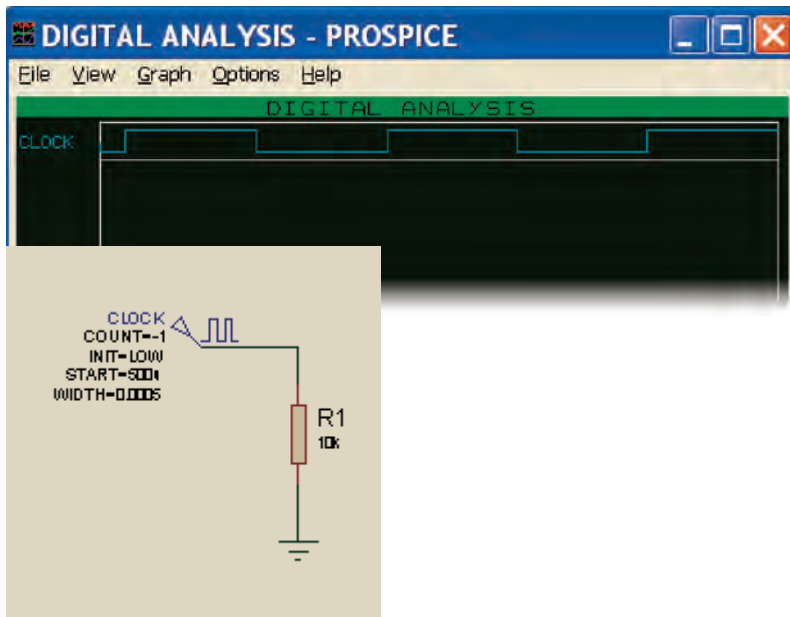 DIGITAL ANALYSIS - PROSPICE
File View Graph Options Help
DIGITAL ANALYSIS
CLOCK
CLOCK
COUNT=-1
INIT=LOW
WIDTH=0.0005
R1
10k